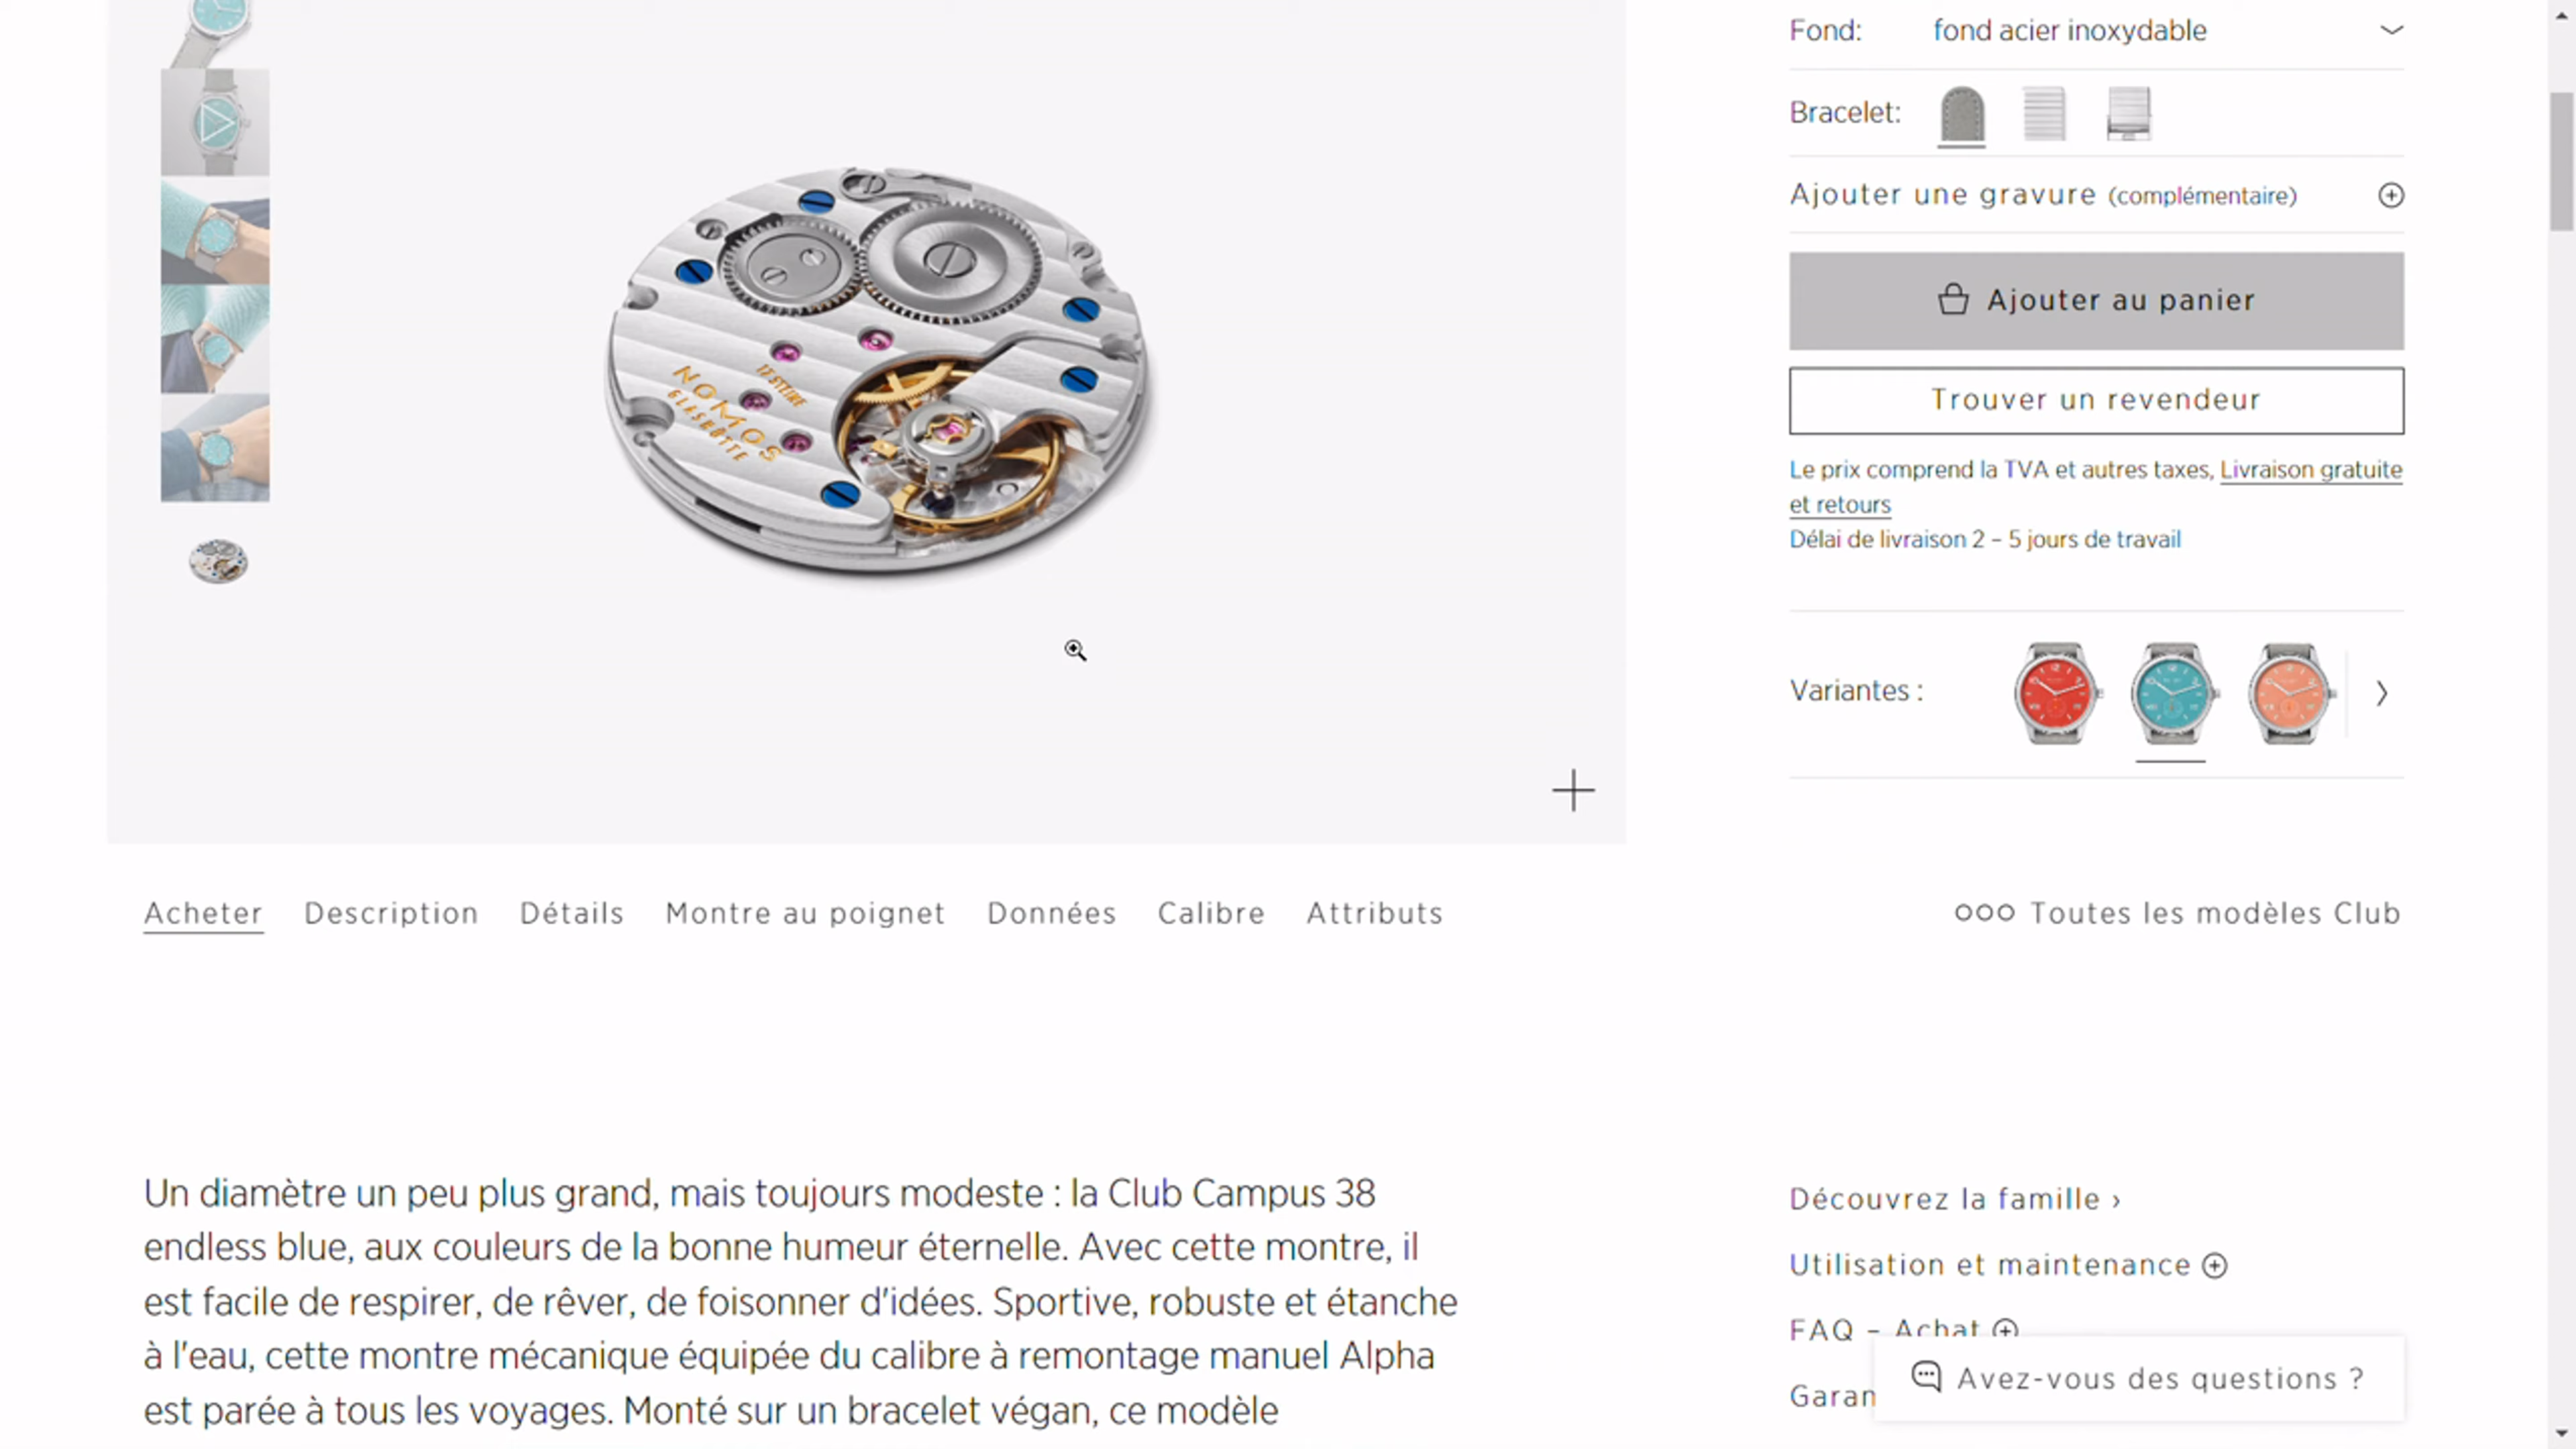 Fond: fond acier inoxydable
Bracelet:
Ajouter une gravure (complémentaire)
Ajouter au panier
Trouver un revendeur
Le prix comprend la TVA et autres taxes, Livraison gratuite
et retours
Délai de livraison 2 – 5 jours de travail
NOMOS
GLASHÜTTE
Variantes :
Acheter Description Détails Montre au poignet Données Calibre Attributs
Toutes les modèles Club
Un diamètre un peu plus grand, mais toujours modeste : la Club Campus 38
endless blue, aux couleurs de la bonne humeur éternelle. Avec cette montre, il
est facile de respirer, de rêver, de foisonner d'idées. Sportive, robuste et étanche
à l'eau, cette montre mécanique équipée du calibre à remontage manuel Alpha
est parée à tous les voyages. Monté sur un bracelet végan, ce modèle
Découvrez la famille ›
Utilisation et maintenance
FAQ – Achat
Garan
Avez-vous des questions ?